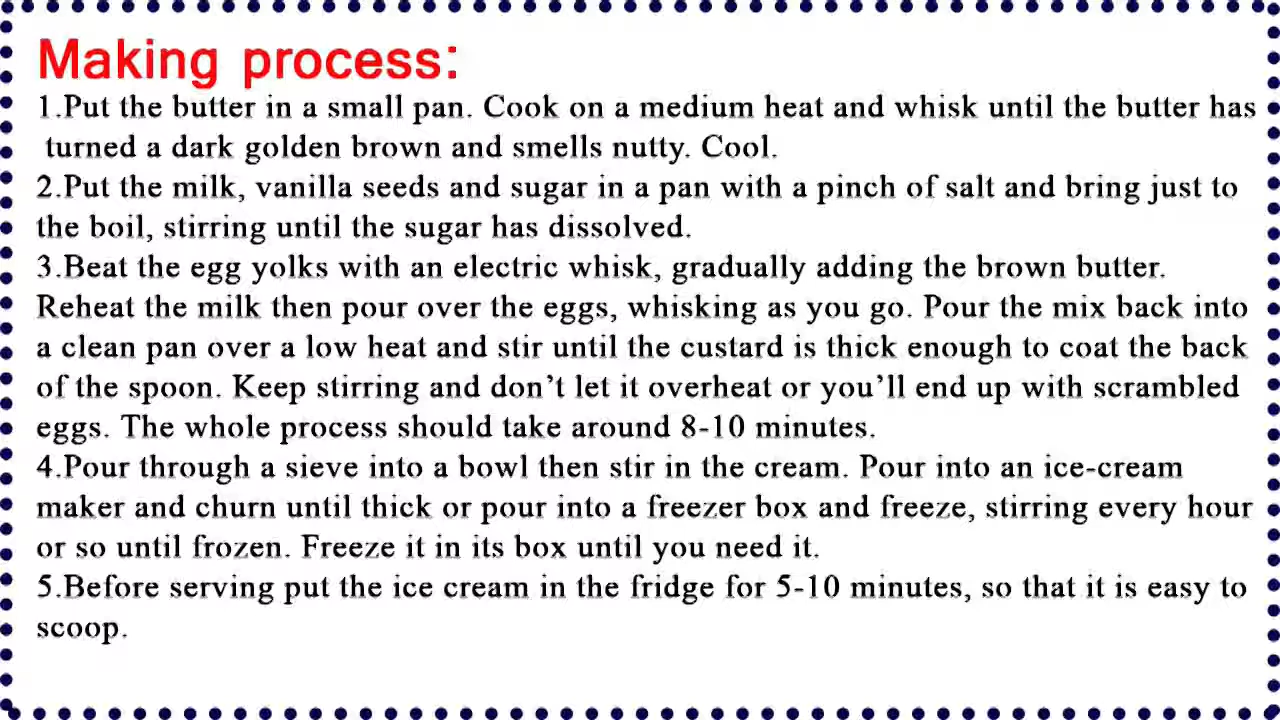 Making process:
1.Put the butter in a small pan. Cook on a medium heat and whisk until the butter has
turned a dark golden brown and smells nutty. Cool.
2.Put the milk, vanilla seeds and sugar in a pan with a pinch of salt and bring just to
the boil, stirring until the sugar has dissolved.
3.Beat the egg yolks with an electric whisk, gradually adding the brown butter.
Reheat the milk then pour over the eggs, whisking as you go. Pour the mix back into
a clean pan over a low heat and stir until the custard is thick enough to coat the back
of the spoon. Keep stirring and don’t let it overheat or you’ll end up with scrambled
eggs. The whole process should take around 8-10 minutes.
4.Pour through a sieve into a bowl then stir in the cream. Pour into an ice-cream
maker and churn until thick or pour into a freezer box and freeze, stirring every hour
or so until frozen. Freeze it in its box until you need it.
5.Before serving put the ice cream in the fridge for 5-10 minutes, so that it is easy to
scoop.